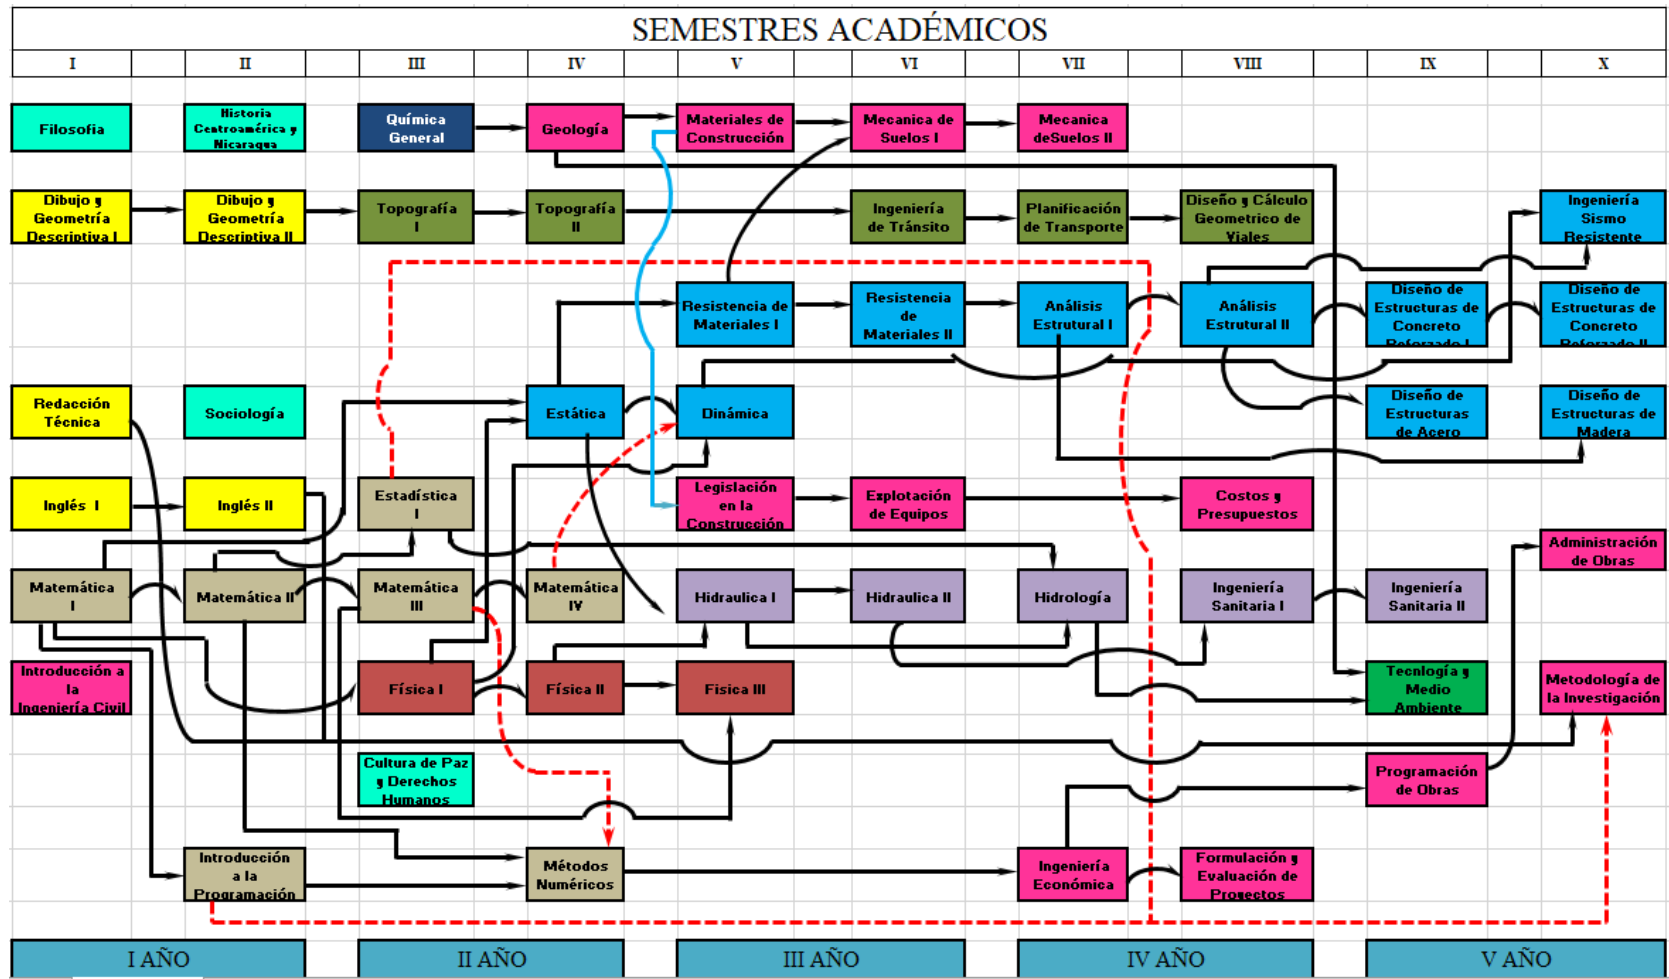 SEMESTRES ACADÉMICOS
I II III IV V VI VII VIII IX X
Filosofia
Historia
Centroamérica y
Nicaragua
Química
General
Geología
Materiales de
Construcción
Mecanica de
Suelos I
Mecanica
deSuelos II
Dibujo y
Geometría
Descriptiva I
Dibujo y
Geometría
Descriptiva II
Topografía
I
Topografía
II
Ingeniería
de Tránsito
Planificación
de Transporte
Diseño y Cálculo
Geometrico de
Viales
Ingeniería
Sismo
Resistente
Resistencia de
Materiales I
Resistencia
de
Materiales II
Análisis
Estrutural I
Análisis
Estrutural II
Diseño de
Estructuras de
Concreto
Reforzado I
Diseño de
Estructuras de
Concreto
Reforzado II
Redacción
Técnica
Sociología
Estática
Dinámica
Diseño de
Estructuras
de Acero
Diseño de
Estructuras de
Madera
Inglés I
Inglés II
Estadística
I
Legislación
en la
Construcción
Explotación
de Equipos
Costos y
Presupuestos
Administración
de Obras
Matemática
I
Matemática II
Matemática
III
Matemática
IV
Hidraulica I
Hidraulica II
Hidrología
Ingeniería
Sanitaria I
Ingeniería
Sanitaria II
Introducción a
la
Ingeniería Civil
Física I
Física II
Fisica III
Tecnlogía y
Medio
Ambiente
Metodología de
la Investigación
Cultura de Paz
y Derechos
Humanos
Programación
de Obras
Introducción
a la
Programación
Métodos
Numéricos
Ingeniería
Económica
Formulación y
Evaluación de
Proyectos
I AÑO II AÑO III AÑO IV AÑO V AÑO